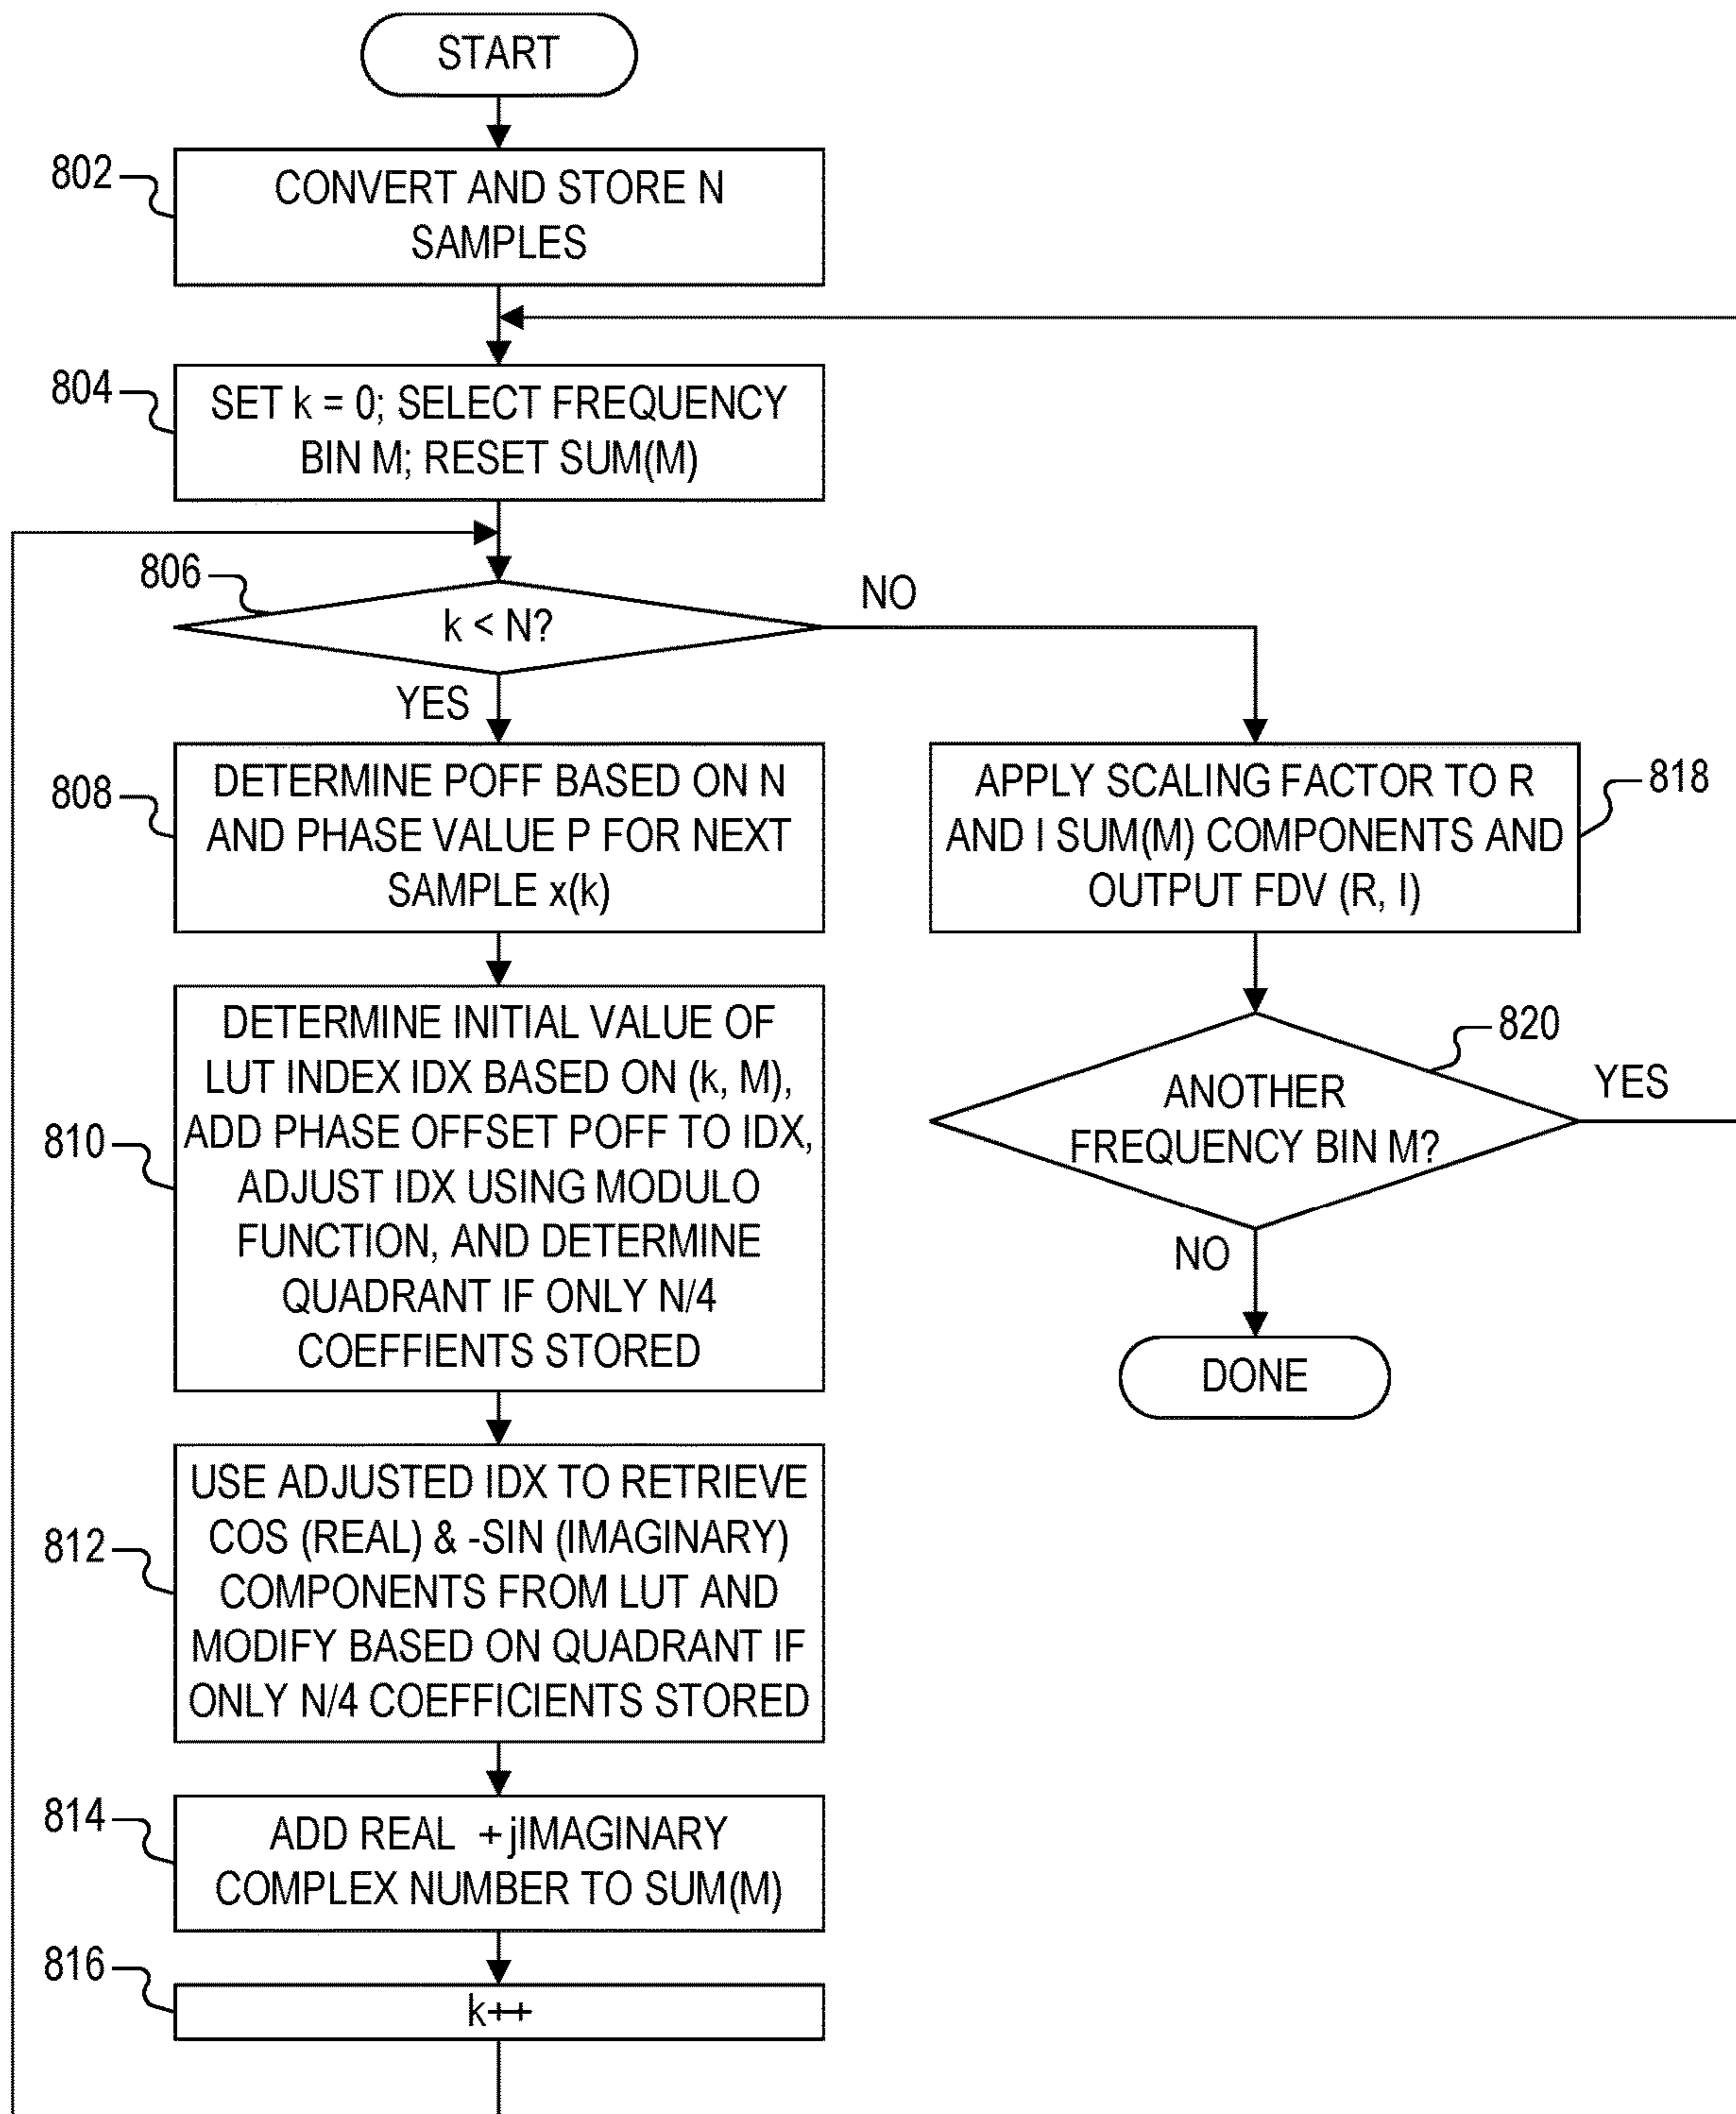 START
802
CONVERT AND STORE N
SAMPLES
804
SET k = 0; SELECT FREQUENCY
BIN M; RESET SUM(M)
806
k < N?
NO
YES
808
DETERMINE POFF BASED ON N
AND PHASE VALUE P FOR NEXT
SAMPLE x(k)
810
DETERMINE INITIAL VALUE OF
LUT INDEX IDX BASED ON (k, M),
ADD PHASE OFFSET POFF TO IDX,
ADJUST IDX USING MODULO
FUNCTION, AND DETERMINE
QUADRANT IF ONLY N/4
COEFFIENTS STORED
812
USE ADJUSTED IDX TO RETRIEVE
COS (REAL) & -SIN (IMAGINARY)
COMPONENTS FROM LUT AND
MODIFY BASED ON QUADRANT IF
ONLY N/4 COEFFICIENTS STORED
814
ADD REAL +jIMAGINARY
COMPLEX NUMBER TO SUM(M)
816
k++
APPLY SCALING FACTOR TO R
AND I SUM(M) COMPONENTS AND
OUTPUT FDV (R, I)
818
820
ANOTHER
FREQUENCY BIN M?
YES
NO
DONE